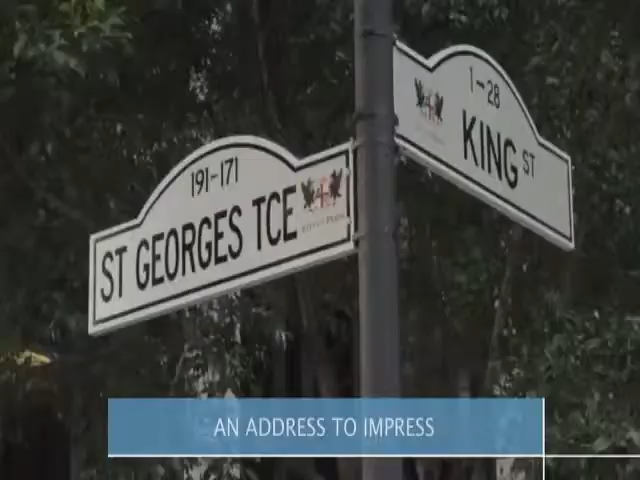 191-171
ST GEORGES TCE
1-28
KING ST
AN ADDRESS TO IMPRESS